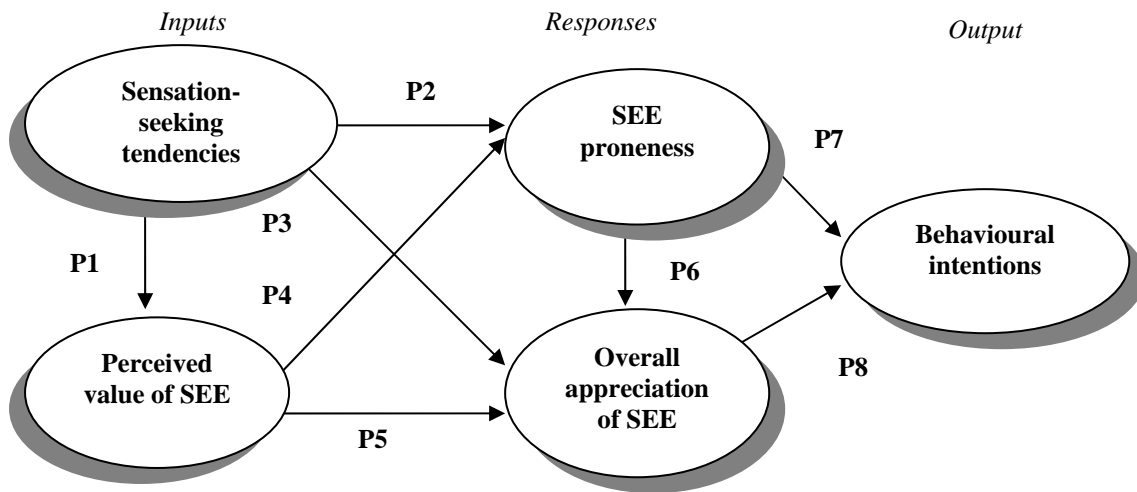 Inputs
Responses
Output
Sensation-
seeking
tendencies
P2
SEE
proneness
P7
P3
P1
P6
Behavioural
intentions
P4
Perceived
value of SEE
Overall
appreciation
of SEE
P8
P5